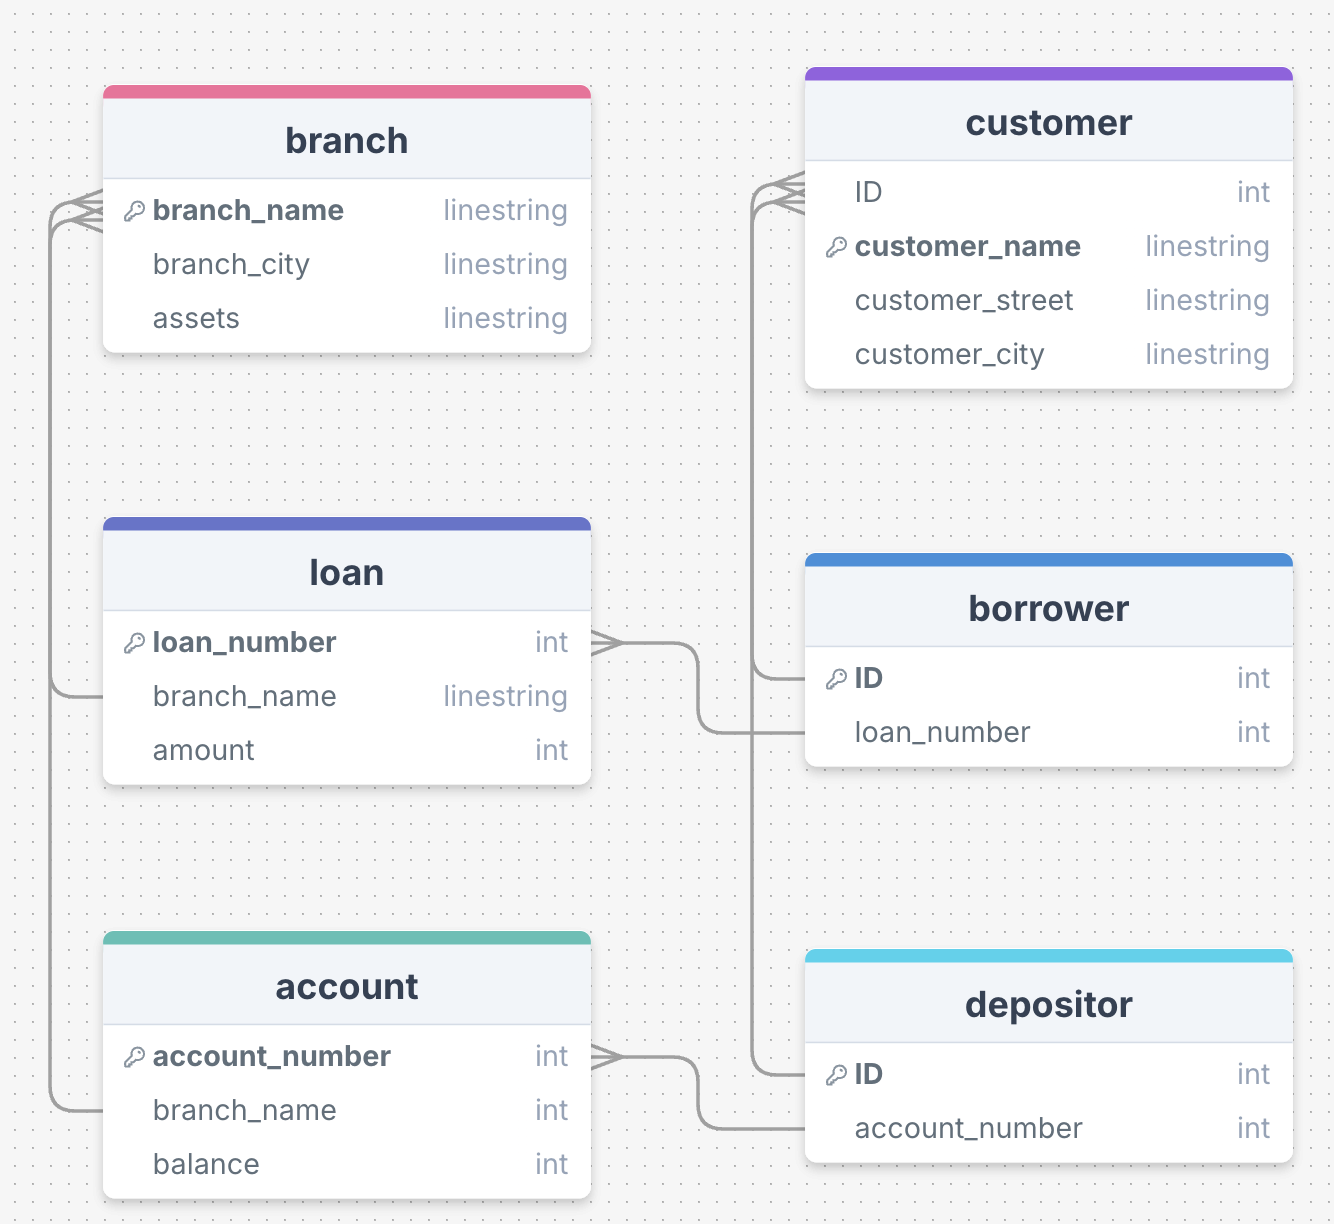 branch
branch_name linestring
branch_city linestring
assets linestring
customer
ID int
customer_name linestring
customer_street linestring
customer_city linestring
loan
loan_number int
branch_name linestring
amount int
borrower
ID int
loan_number int
account
account_number int
branch_name int
balance int
depositor
ID int
account_number int